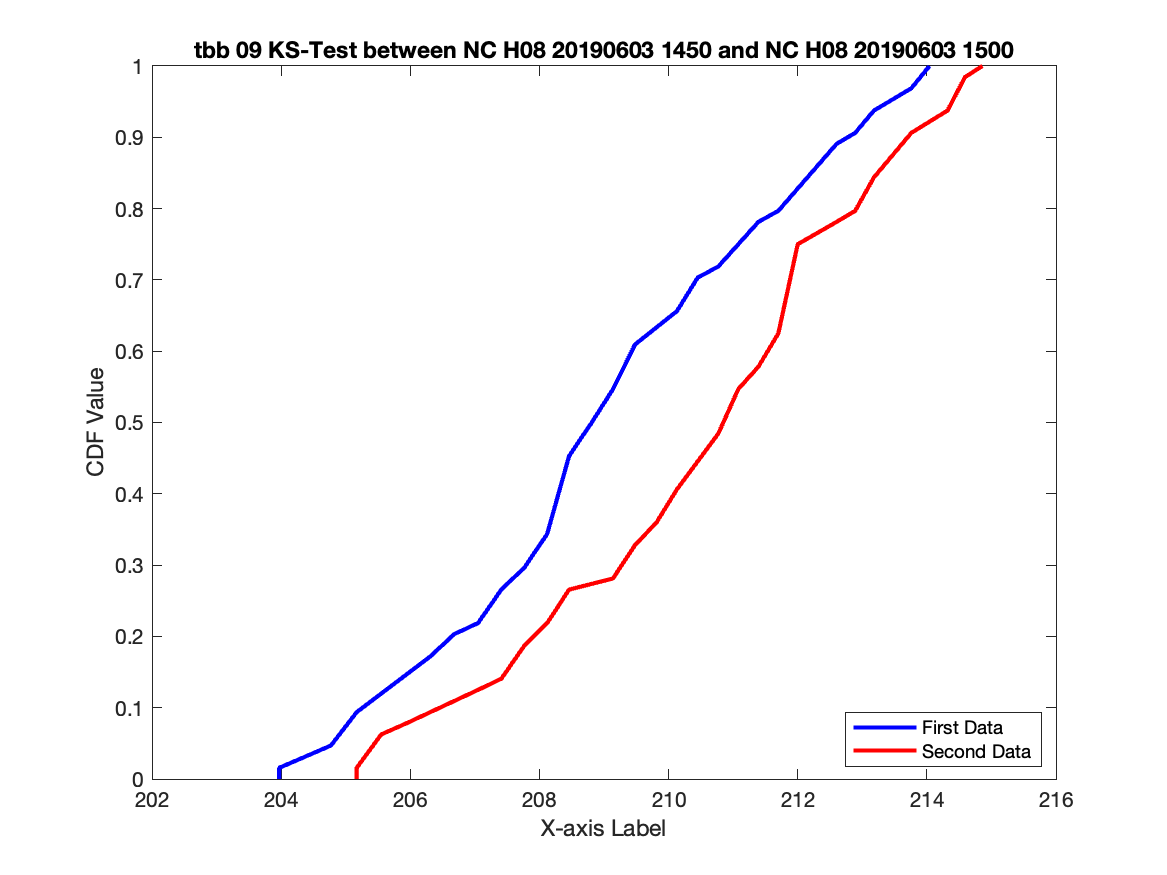 tbb 09 KS-Test between NC H08 20190603 1450 and NC H08 20190603 1500
1
0.9
0.8
0.7
0.6
0.5
0.4
0.3
0.2
0.1
0
CDF Value
202 204 206 208 210 212 214 216
X-axis Label
First Data
Second Data